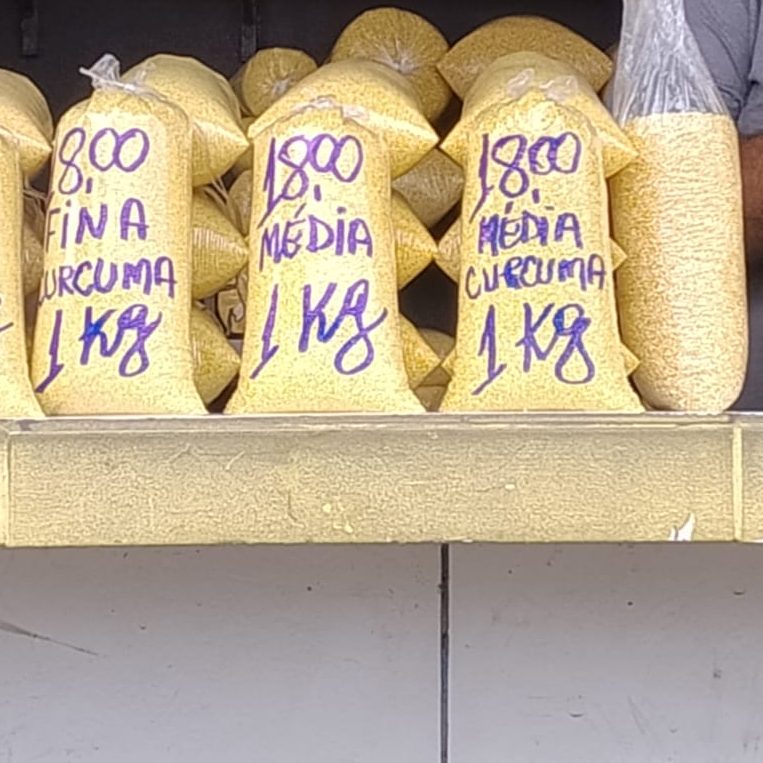 8,00
FINA
CURCUMA
1 Kg
18,00
MÉDIA
1 Kg
18,00
MÉDIA
CURCUMA
1 Kg